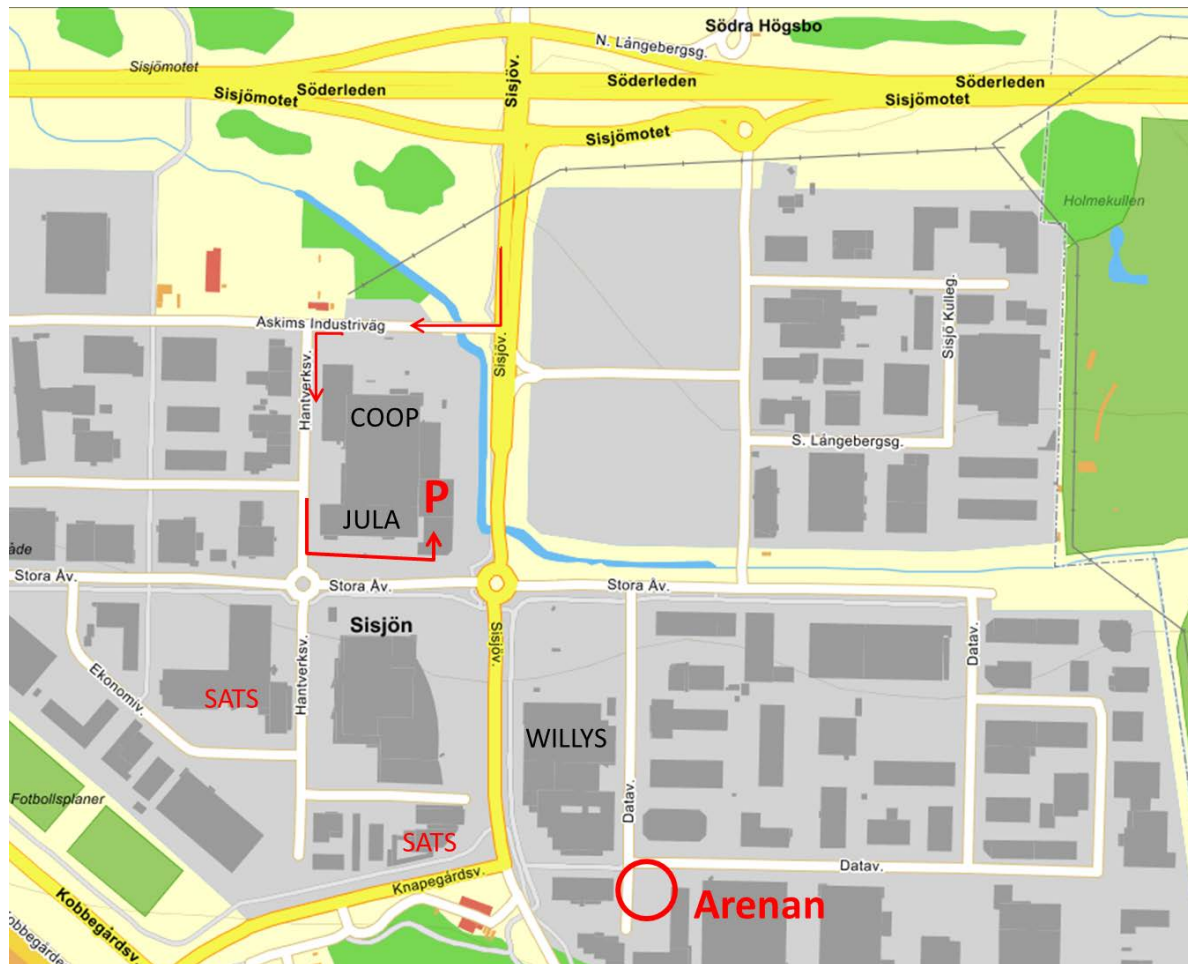 Södra Högsbo
N. Långebergsg.
Sisjömotet
Sisjöv.
Söderleden
Söderleden
Söderleden
Sisjömotet
Sisjömotet
Sisjömotet
Holmekullen
Askims Industriväg
Sisjöv.
Sisjö Kulleg.
Hantverksv.
COOP
S. Långebergsg.
P
JULA
åde
Stora Åv.
Stora Åv.
Stora Åv.
Sisjön
Sisjöv.
Datav.
Ekonomiv.
SATS
Hantverksv.
WILLYS
Datav.
Fotbollsplaner
SATS
Datav.
Knapegårdsv.
Kobbegårdsv.
Arenan